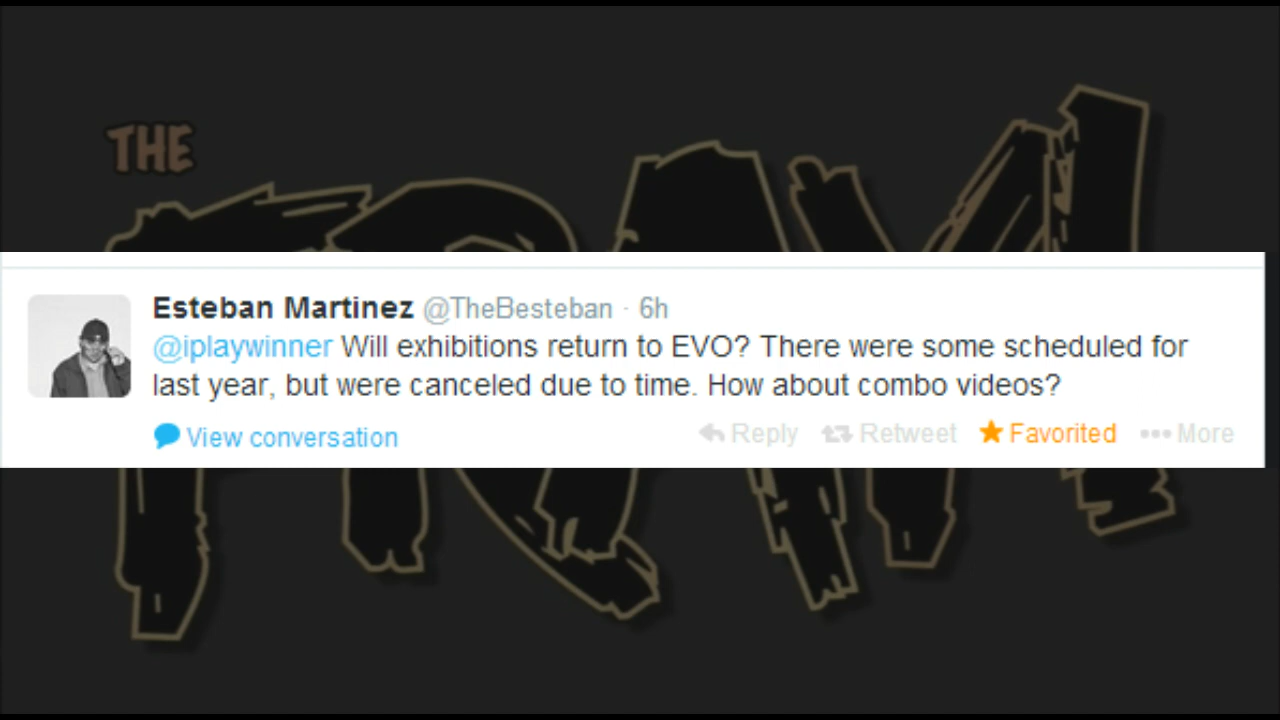 THE
Esteban Martinez @TheBesteban · 6h
@iplaywinner Will exhibitions return to EVO? There were some scheduled for
last year, but were canceled due to time. How about combo videos?
View conversation Reply Retweet Favorited More